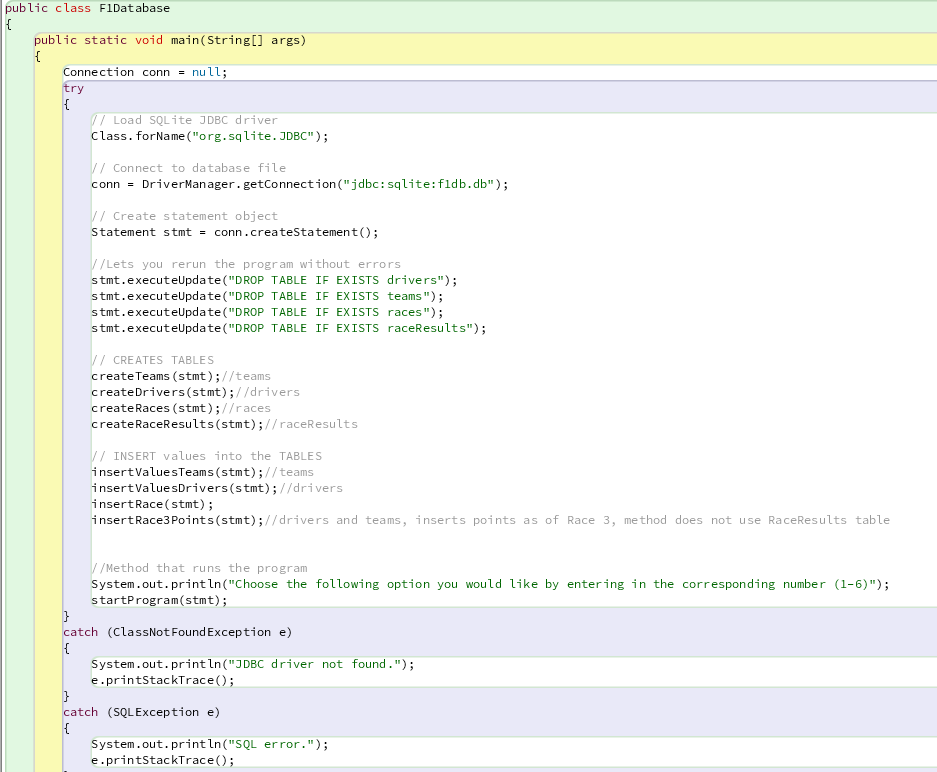 public class F1Database
{
public static void main(String[] args)
{
Connection conn = null;
try
{
// Load SQLite JDBC driver
Class.forName("org.sqlite.JDBC");
// Connect to database file
conn = DriverManager.getConnection("jdbc:sqlite:f1db.db");
// Create statement object
Statement stmt = conn.createStatement();
//Lets you rerun the program without errors
stmt.executeUpdate("DROP TABLE IF EXISTS drivers");
stmt.executeUpdate("DROP TABLE IF EXISTS teams");
stmt.executeUpdate("DROP TABLE IF EXISTS races");
stmt.executeUpdate("DROP TABLE IF EXISTS raceResults");
// CREATES TABLES
createTeams(stmt);//teams
createDrivers(stmt);//drivers
createRaces(stmt);//races
createRaceResults(stmt);//raceResults
// INSERT values into the TABLES
insertValuesTeams(stmt);//teams
insertValuesDrivers(stmt);//drivers
insertRace(stmt);
insertRace3Points(stmt);//drivers and teams, inserts points as of Race 3, method does not use RaceResults table
//Method that runs the program
System.out.println("Choose the following option you would like by entering in the corresponding number (1-6)");
startProgram(stmt);
}
catch (ClassNotFoundException e)
{
System.out.println("JDBC driver not found.");
e.printStackTrace();
}
catch (SQLException e)
{
System.out.println("SQL error.");
e.printStackTrace();